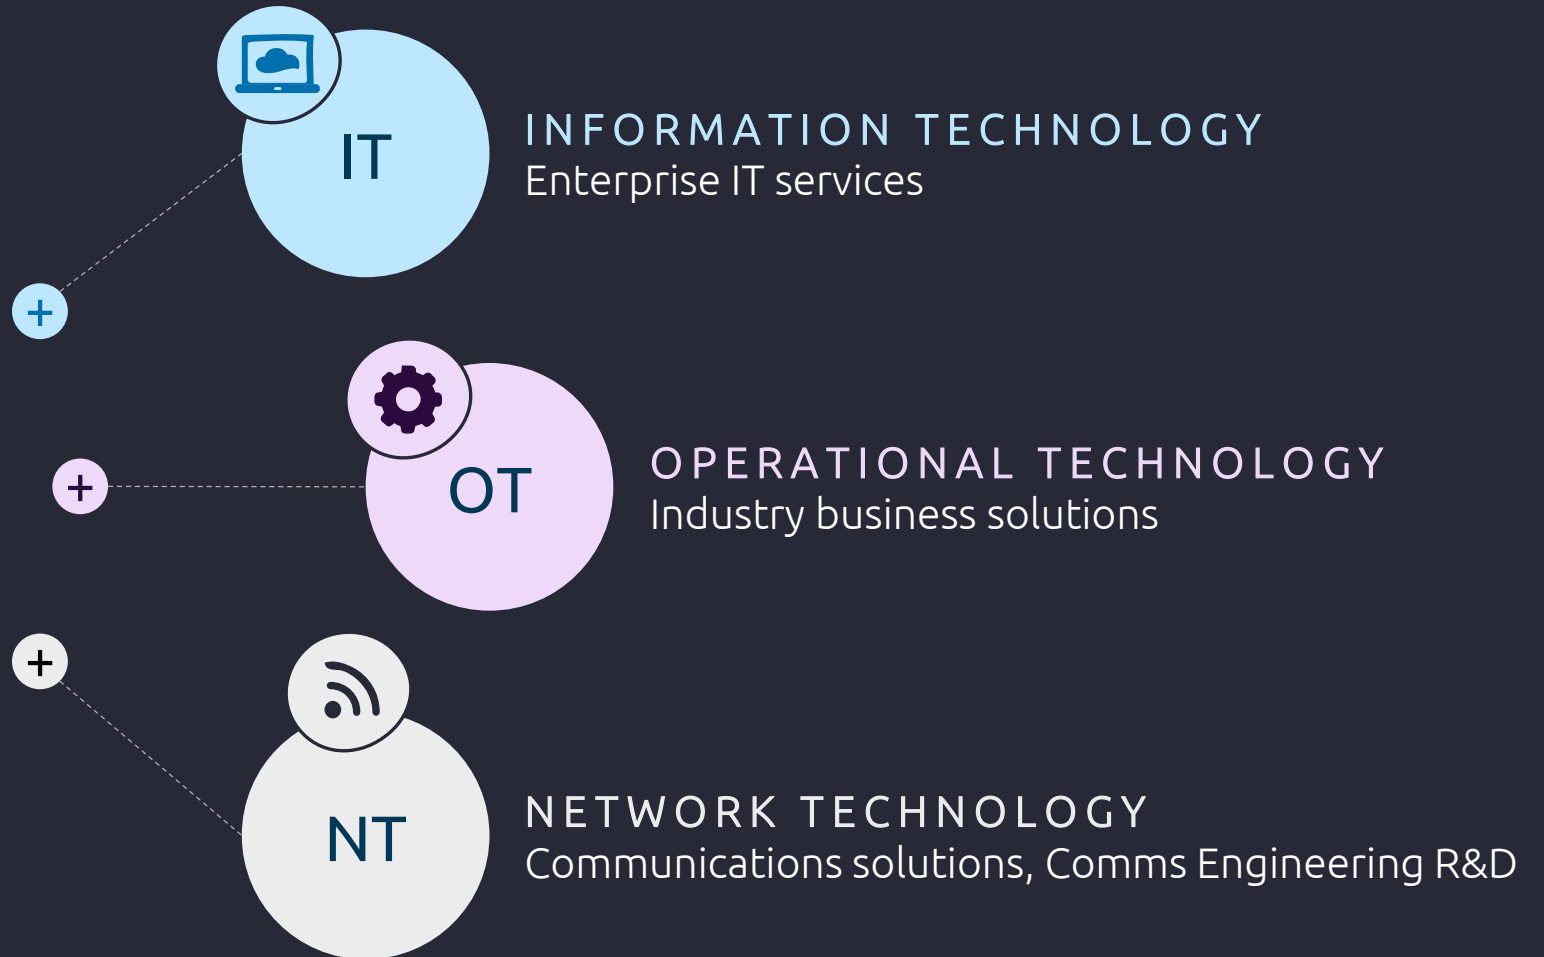 IT
INFORMATION TECHNOLOGY
Enterprise IT services
+
OT
OPERATIONAL TECHNOLOGY
Industry business solutions
+
+
NT
NETWORK TECHNOLOGY
Communications solutions, Comms Engineering R&D